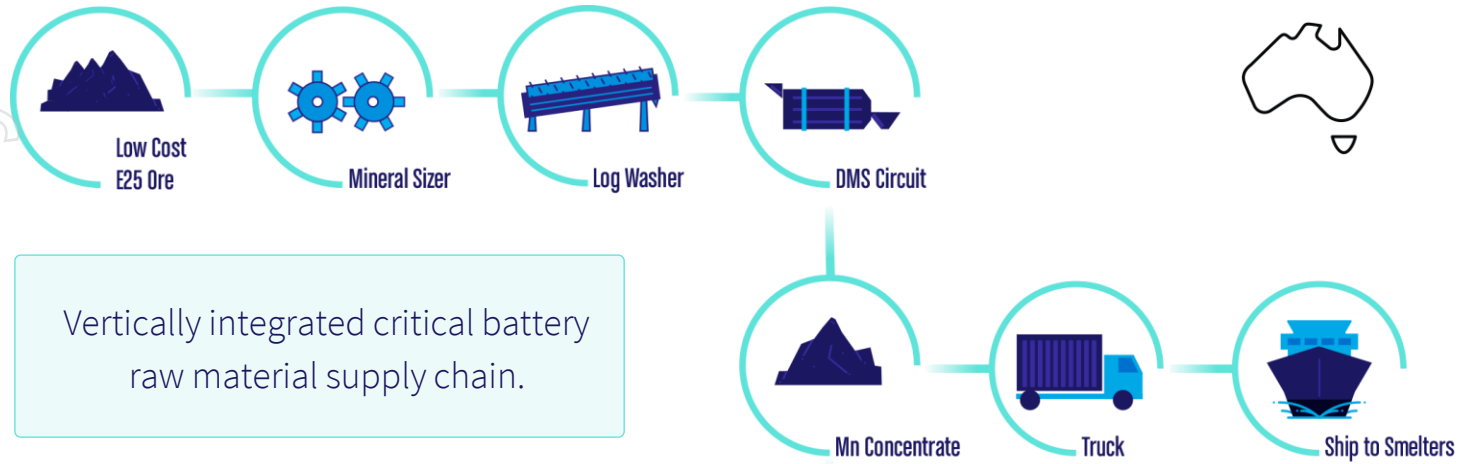 Low Cost
E25 Ore
Mineral Sizer
Log Washer
DMS Circuit
Vertically integrated critical battery
raw material supply chain.
Mn Concentrate
Truck
Ship to Smelters